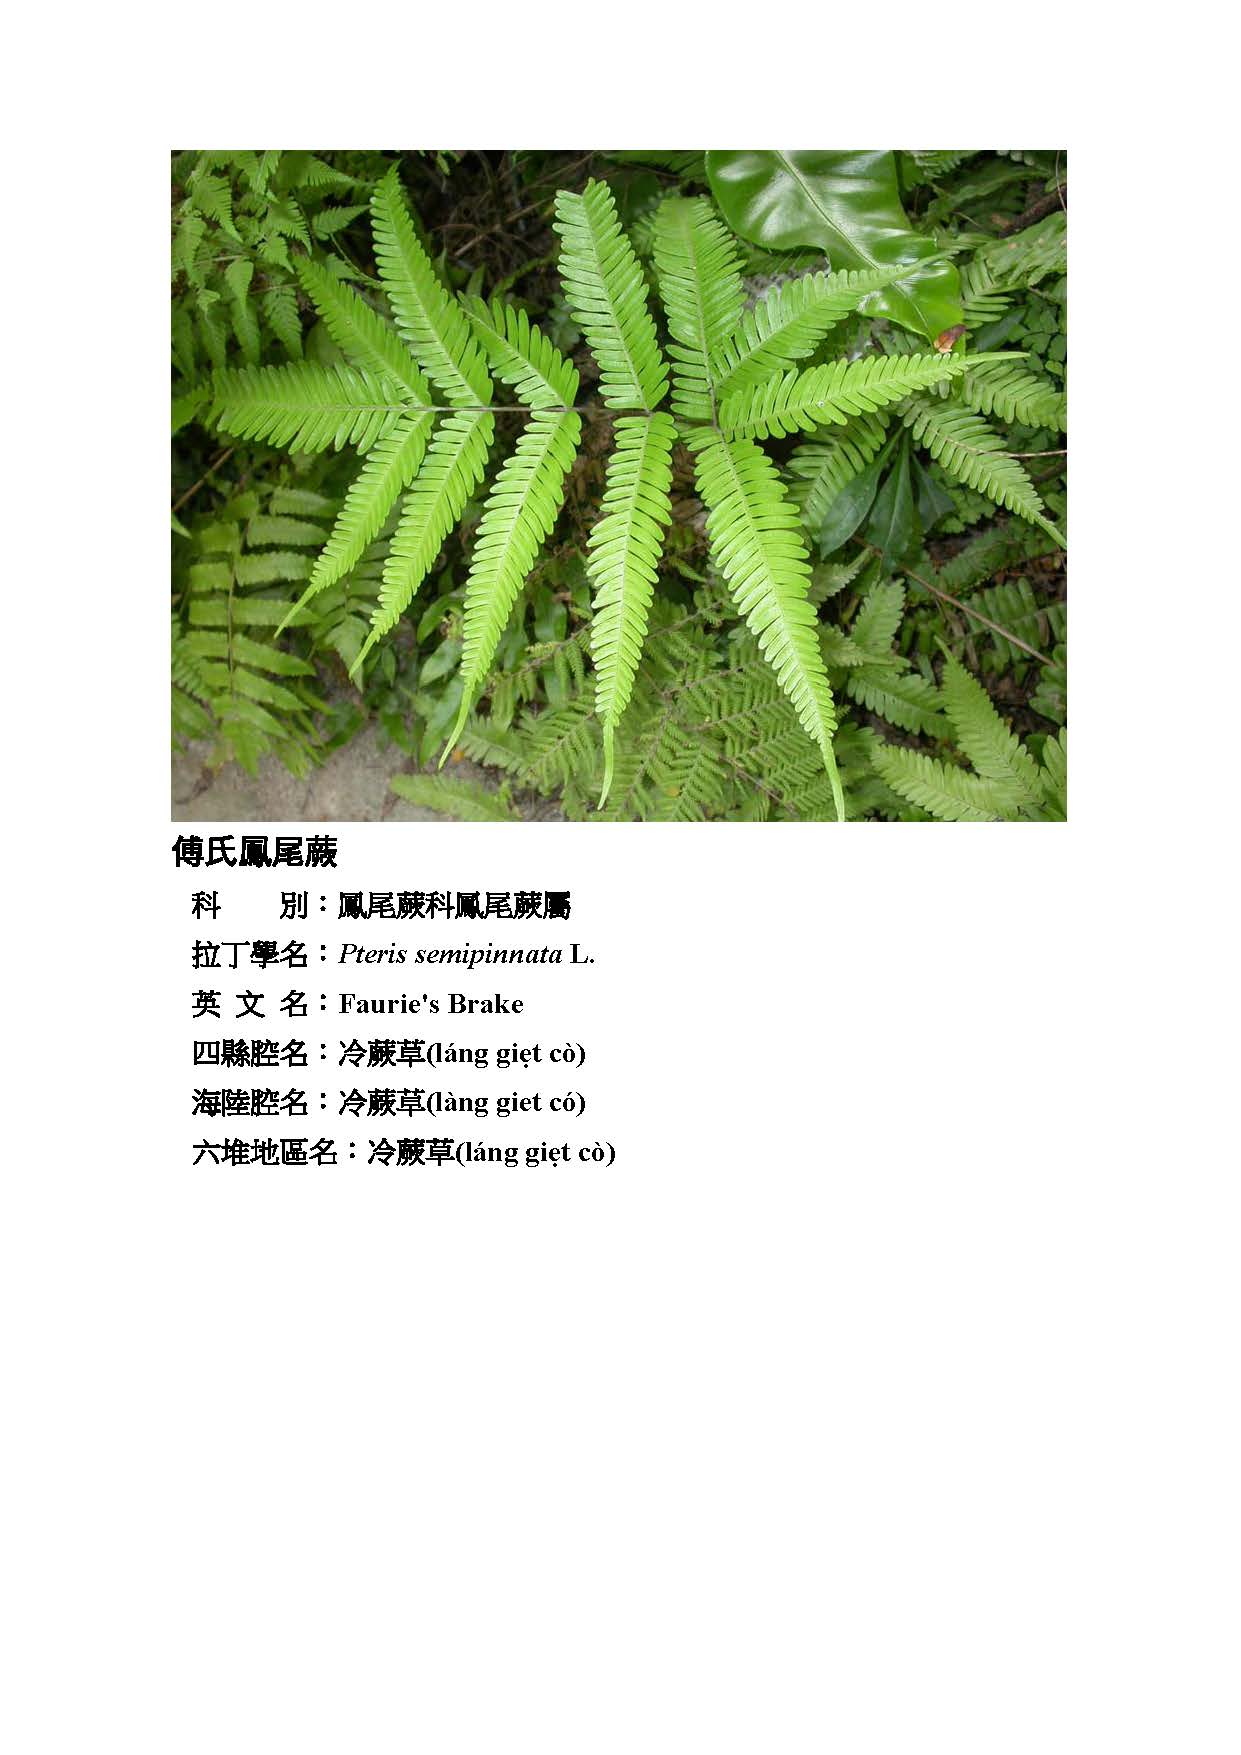 傅氏鳳尾蕨
科　　別：鳳尾蕨科鳳尾蕨屬
拉丁學名：Pteris semipinnata L.
英 文 名：Faurie's Brake
四縣腔名：冷蕨草(láng giẹt cò)
海陸腔名：冷蕨草(làng giet có)
六堆地區名：冷蕨草(láng giẹt cò)